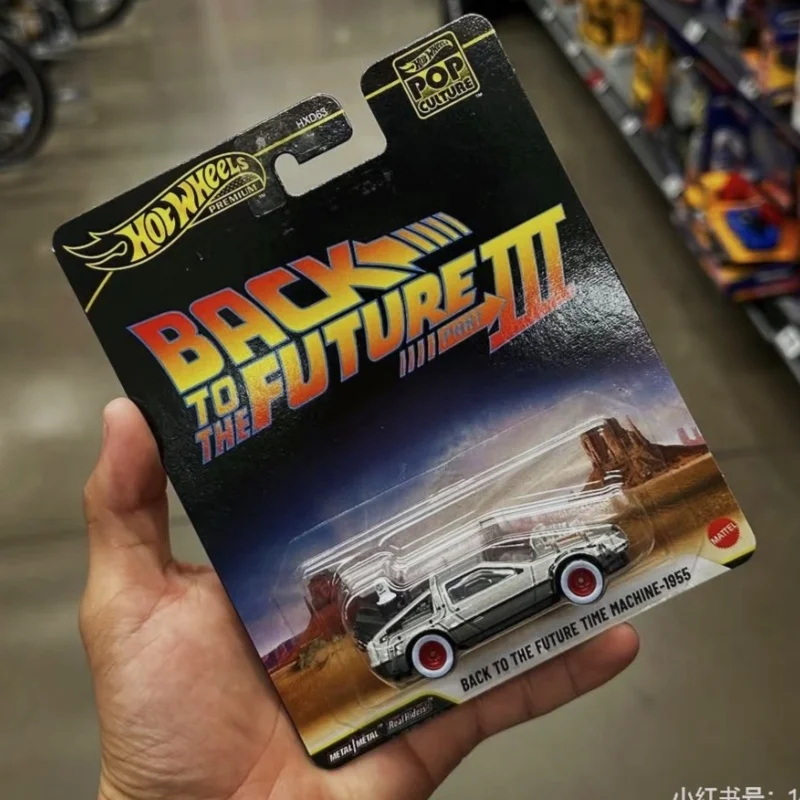 HXD63
HOT WHEELS
PREMIUM
Hot Wheels
POP
CULTURE
™
BACK
TO THE FUTURE
PART III
MATTEL
BACK TO THE FUTURE TIME MACHINE-1955
METAL/MÉTAL
Real Riders
小红书号：1